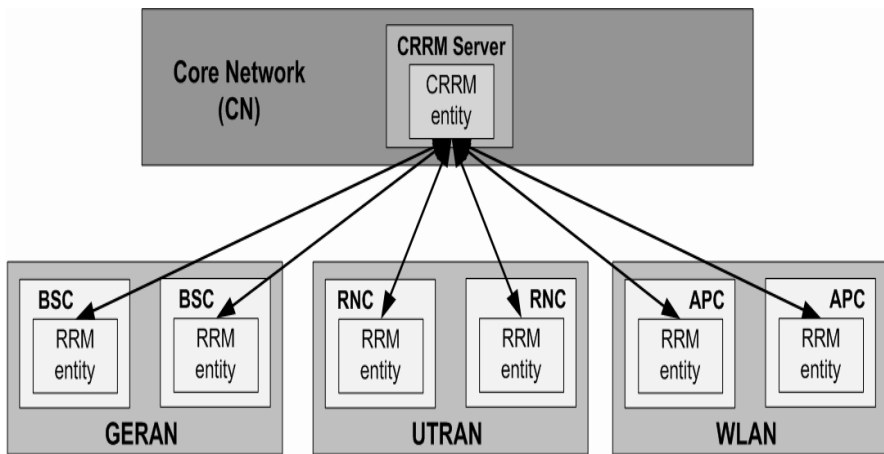 Core Network
(CN)
CRRM Server
CRRM
entity
BSC
RRM
entity
BSC
RRM
entity
GERAN
RNC
RRM
entity
RNC
RRM
entity
UTRAN
APC
RRM
entity
APC
RRM
entity
WLAN